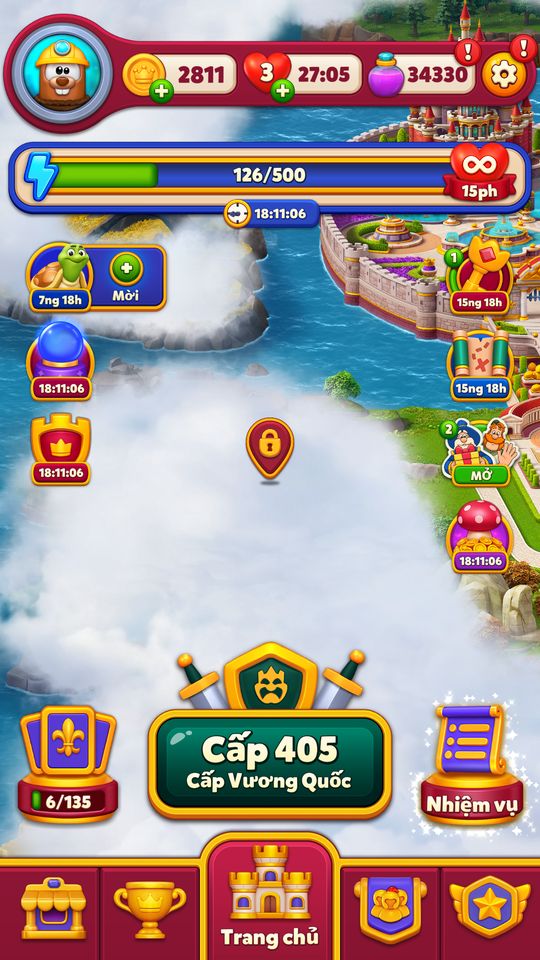 2811
3
27:05
34330
!
!
126/500
∞
15ph
18:11:06
7ng 18h
Mời
1
15ng 18h
18:11:06
15ng 18h
18:11:06
2
MỞ
18:11:06
Cấp 405
Cấp Vương Quốc
6/135
Nhiệm vụ
Trang chủ